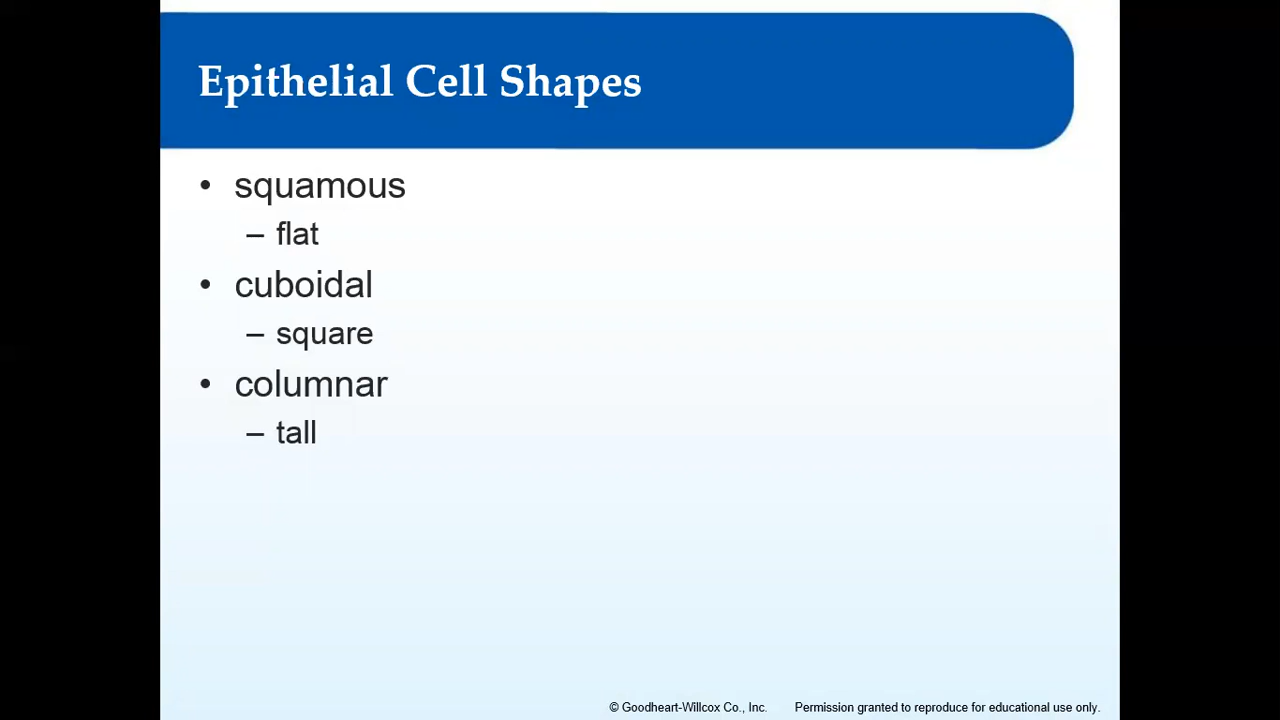 Epithelial Cell Shapes
• squamous
– flat
• cuboidal
– square
• columnar
– tall
© Goodheart-Willcox Co., Inc. Permission granted to reproduce for educational use only.